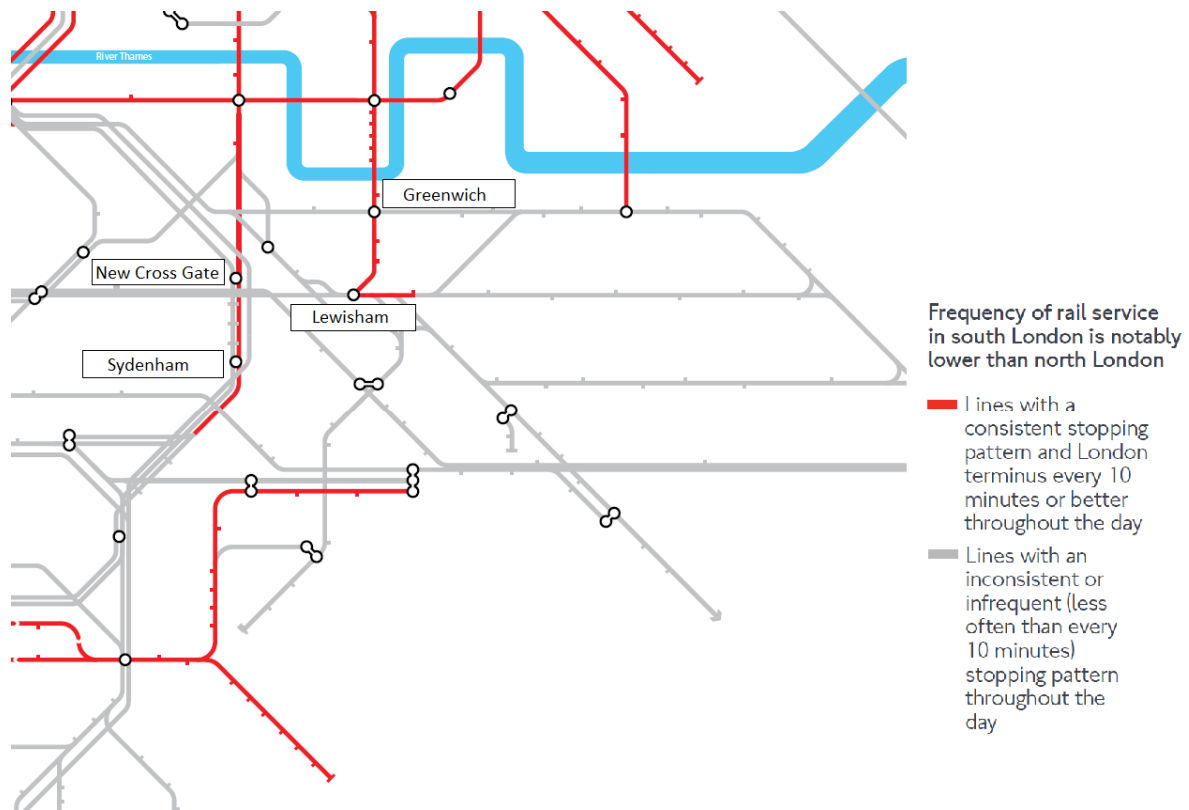 River Thames
Greenwich
New Cross Gate
Lewisham
Sydenham
Frequency of rail service
in south London is notably
lower than north London
Lines with a
consistent stopping
pattern and London
terminus every 10
minutes or better
throughout the day
Lines with an
inconsistent or
infrequent (less
often than every
10 minutes)
stopping pattern
throughout the
day